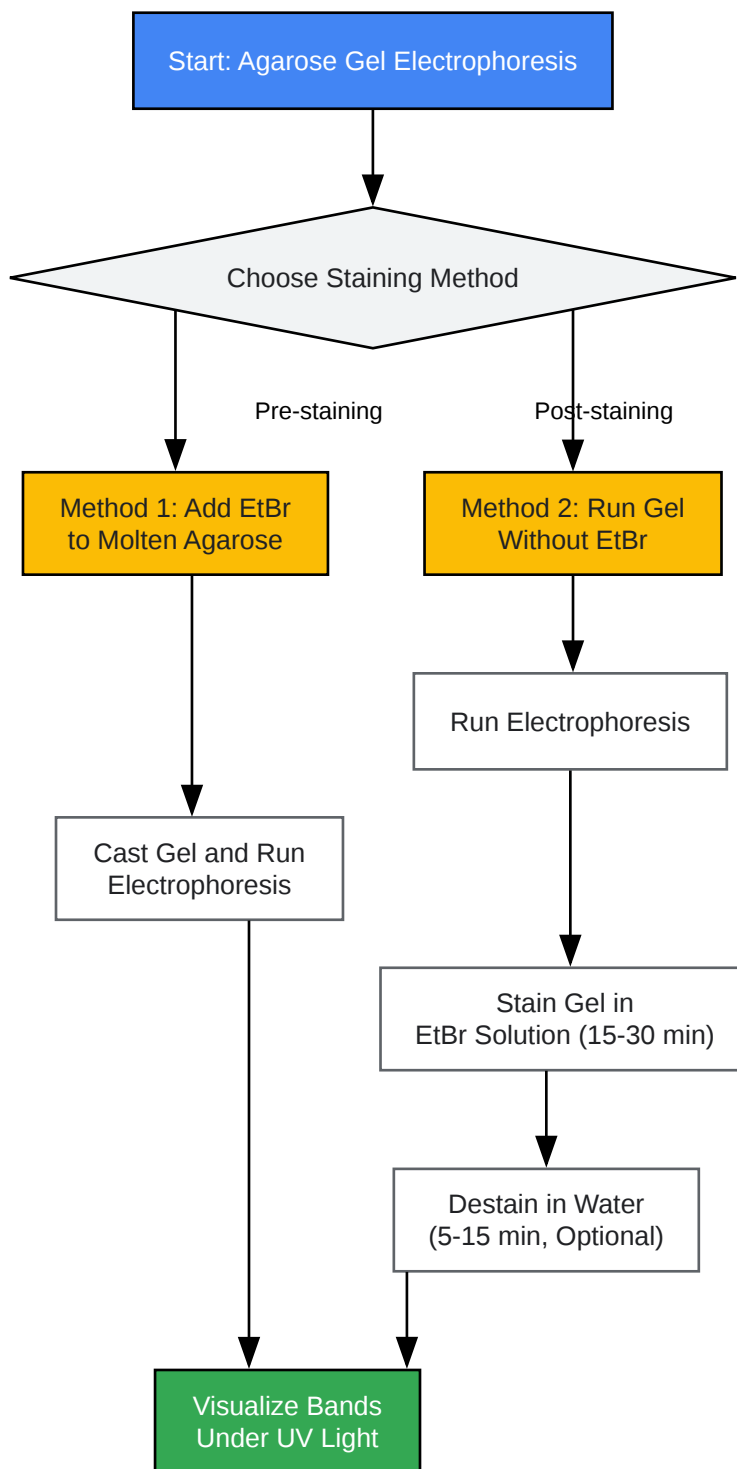 Start: Agarose Gel Electrophoresis
Choose Staining Method
Pre-staining
Post-staining
Method 1: Add EtBr
to Molten Agarose
Method 2: Run Gel
Without EtBr
Run Electrophoresis
Cast Gel and Run
Electrophoresis
Stain Gel in
EtBr Solution (15-30 min)
Destain in Water
(5-15 min, Optional)
Visualize Bands
Under UV Light